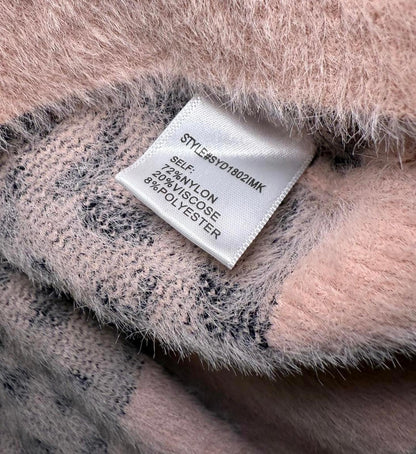 STYLE#SYD1802IMK
SELF:
72%NYLON
20%VISCOSE
8%POLYESTER